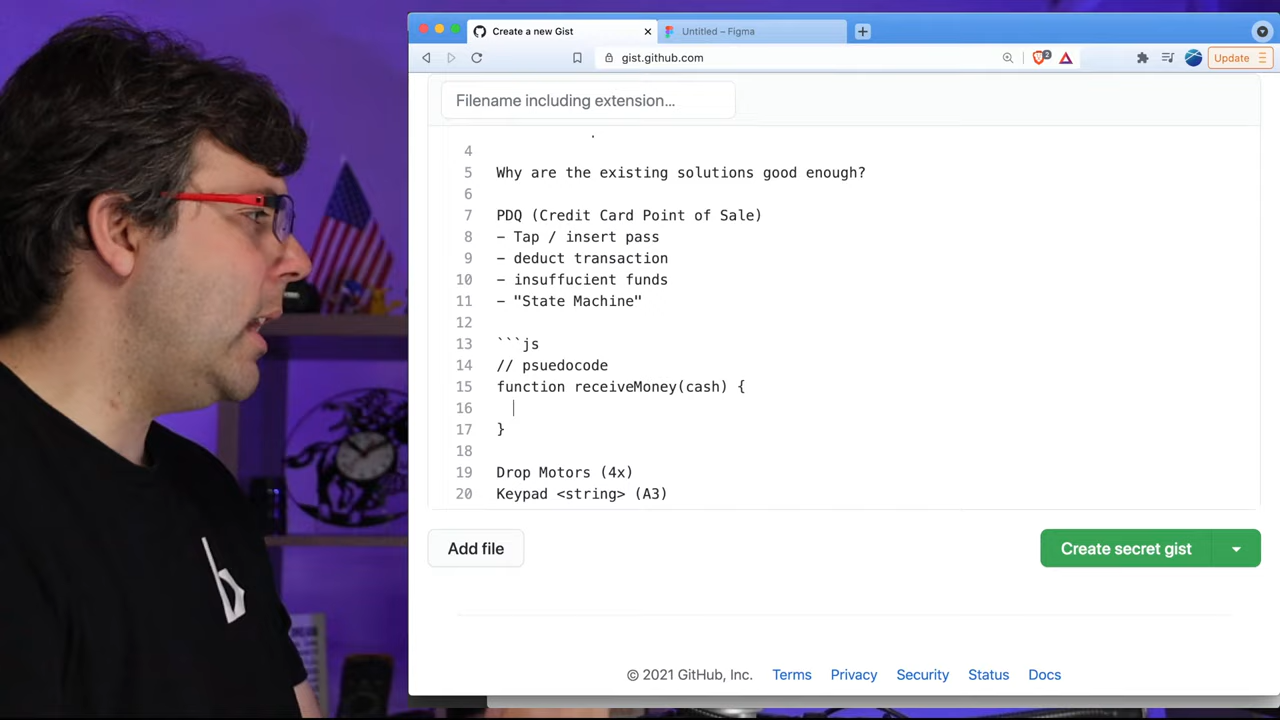 Create a new Gist
Untitled – Figma
gist.github.com
2
Update
Filename including extension…
4
5 Why are the existing solutions good enough?
6
7 PDQ (Credit Card Point of Sale)
8 - Tap / insert pass
9 - deduct transaction
10 - insuffucient funds
11 - "State Machine"
12
13 ```js
14 // psuedocode
15 function receiveMoney(cash) {
16
17 }
18
19 Drop Motors (4x)
20 Keypad <string> (A3)
Add file
Create secret gist
© 2021 GitHub, Inc. Terms Privacy Security Status Docs
b